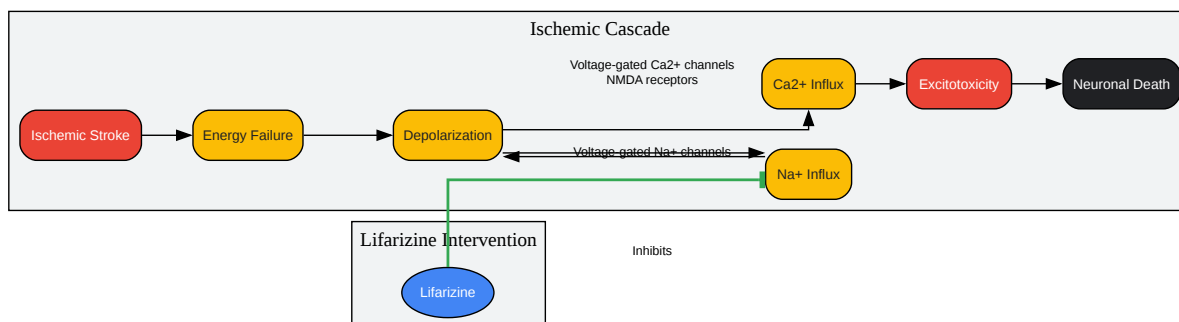 Ischemic Cascade
Voltage-gated Ca2+ channels
NMDA receptors
Ca2+ Influx
Excitotoxicity
Neuronal Death
Ischemic Stroke
Energy Failure
Depolarization
Voltage-gated Na+ channels
Na+ Influx
Lifarizine Intervention
Inhibits
Lifarizine